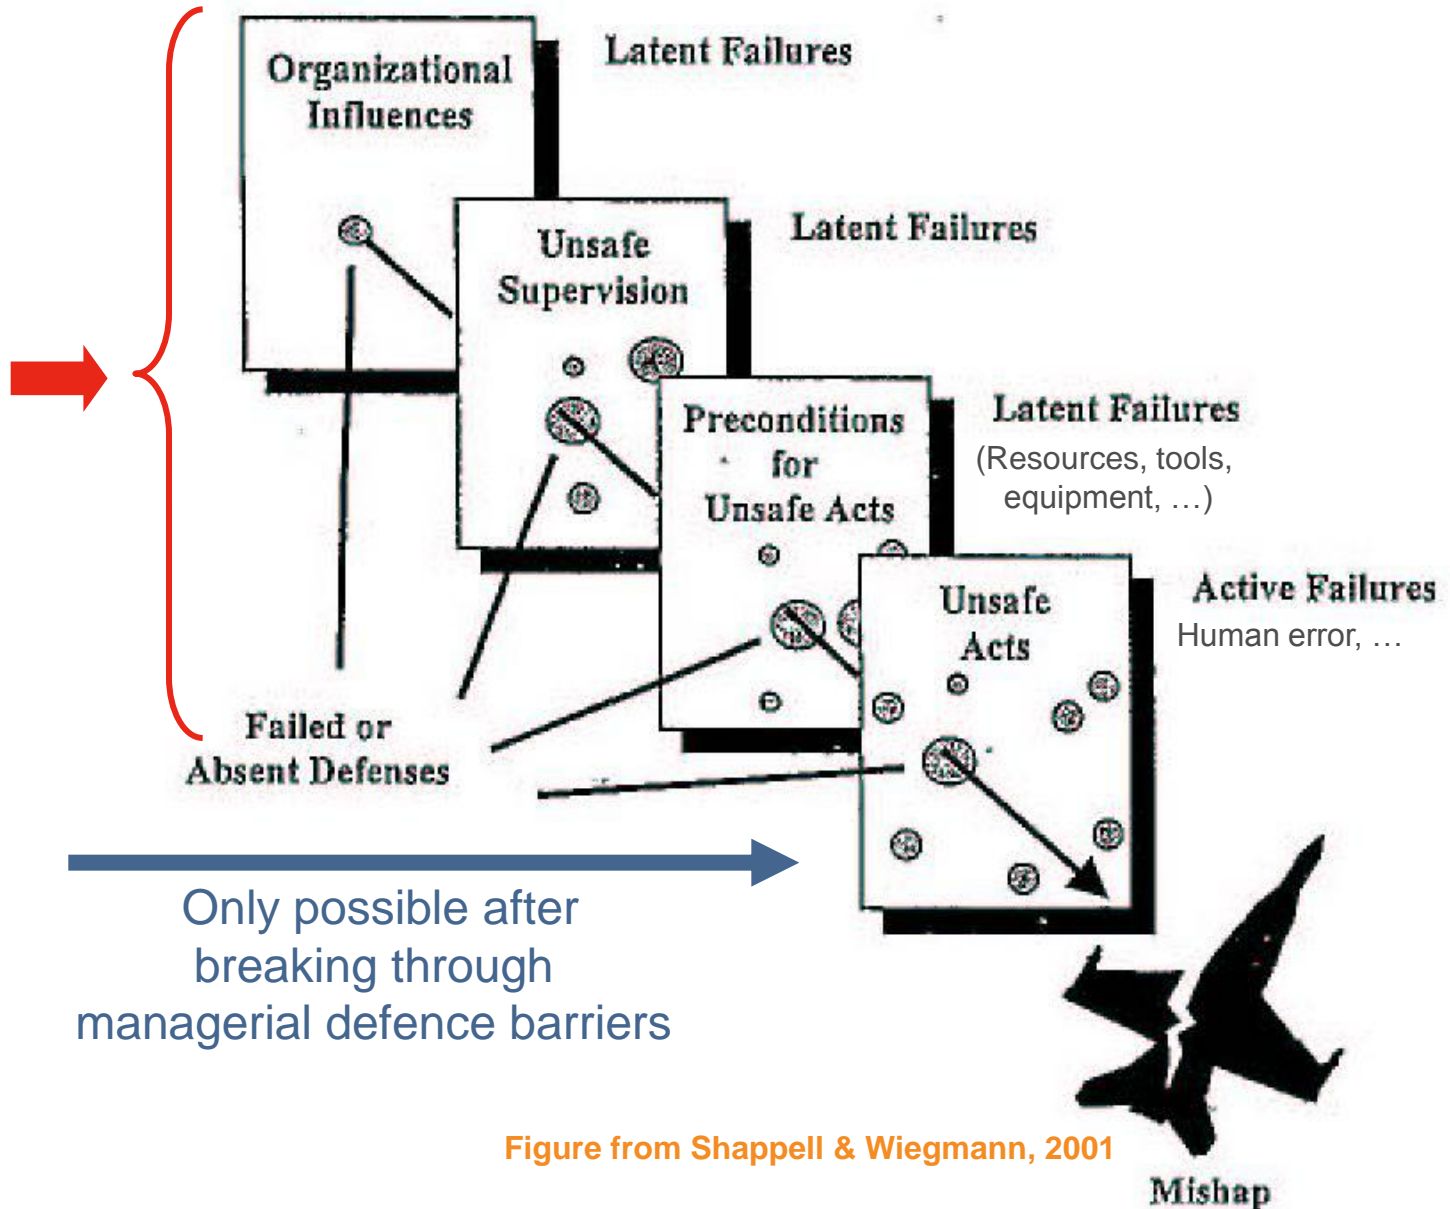 Organizational
Influences
Latent Failures
Unsafe
Supervision
Latent Failures
Preconditions
for
Unsafe Acts
Latent Failures
(Resources, tools,
equipment, …)
Unsafe
Acts
Active Failures
Human error, …
Failed or
Absent Defenses
Only possible after
breaking through
managerial defence barriers
Figure from Shappell & Wiegmann, 2001
Mishap